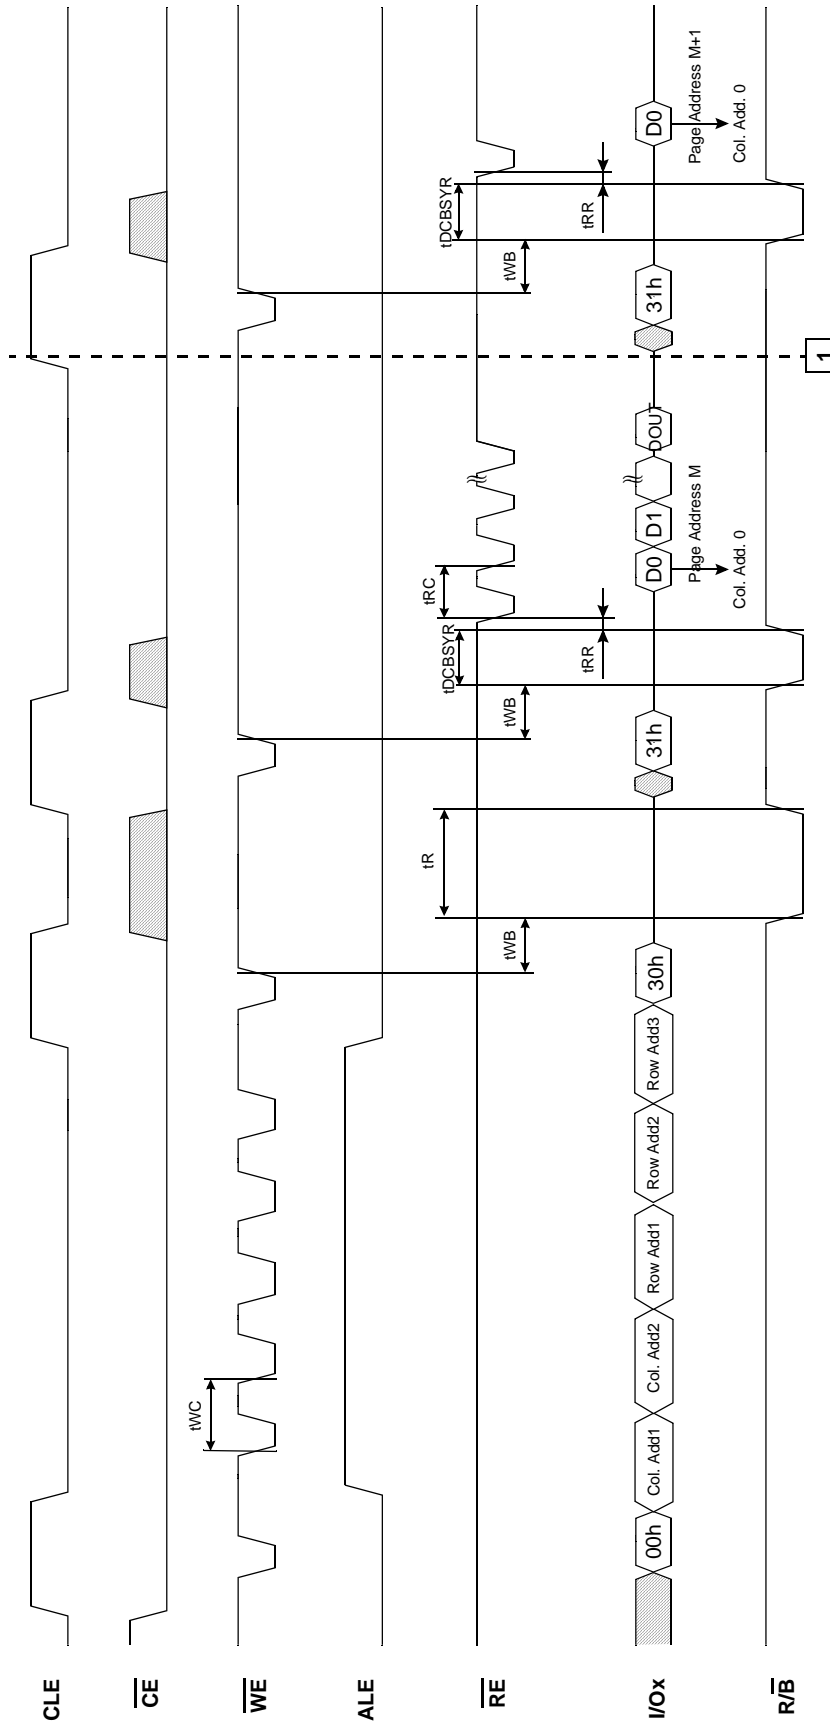 CLE
CE
WE
tWC
ALE
RE
tWB
tR
tWB
tDCBSYR
tRR
tRC
tWB
tDCBSYR
tRR
I/Ox
00h
Col. Add1
Col. Add2
Row Add1
Row Add2
Row Add3
30h
31h
D0
D1
DOUT
31h
D0
Page Address M
Col. Add. 0
Page Address M+1
Col. Add. 0
R/B
1